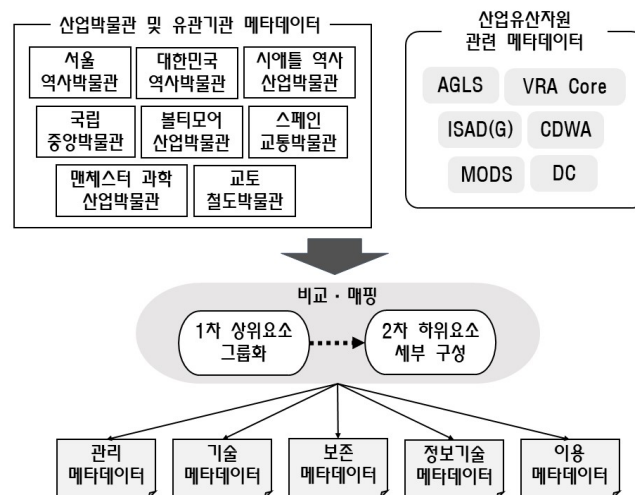 산업박물관 및 유관기관 메타데이터
서울
역사박물관
대한민국
역사박물관
시애틀 역사
산업박물관
국립
중앙박물관
볼티모어
산업박물관
스페인
교통박물관
맨체스터 과학
산업박물관
교토
철도박물관
산업유산자원
관련 메타데이터
AGLS
VRA Core
ISAD(G)
CDWA
MODS
DC
비교·매핑
1차 상위요소
그룹화
2차 하위요소
세부 구성
관리
메타데이터
기술
메타데이터
보존
메타데이터
정보기술
메타데이터
이용
메타데이터